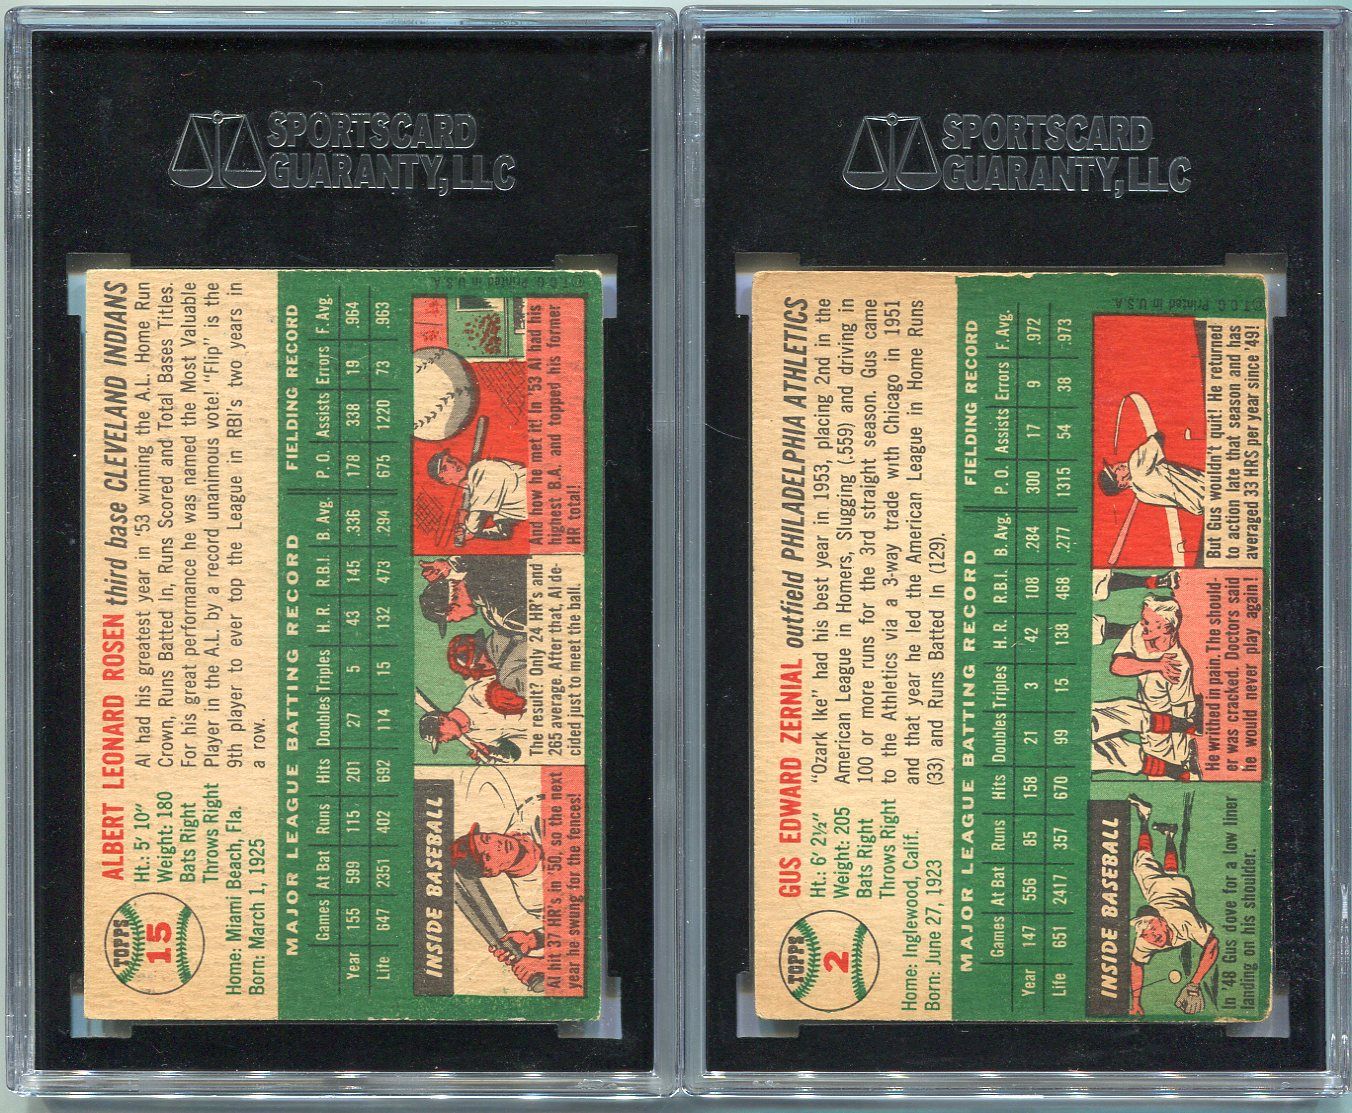 SPORTSCARD
GUARANTY, LLC
TOPPS
15
ALBERT LEONARD ROSEN third base CLEVELAND INDIANS
Ht.: 5' 10"
Weight: 180
Bats Right
Throws Right
Home: Miami Beach, Fla.
Born: March 1, 1925
Al had his greatest year in '53 winning the A.L. Home Run
Crown, Runs Batted In, Runs Scored and Total Bases Titles.
For his great performance he was named the Most Valuable
Player in the A.L. by a record unanimous vote! "Flip" is the
9th player to ever top the League in RBI's two years in
a row.
MAJOR LEAGUE BATTING RECORD FIELDING RECORD
Games At Bat Runs Hits Doubles Triples H. R. R.B.I. B. Avg. P. O. Assists Errors F. Avg.
Year 155 599 115 201 27 5 43 145 .336 178 338 19 .964
Life 647 2351 402 692 114 15 132 473 .294 675 1220 73 .963
INSIDE BASEBALL
Al hit 37 HR's in '50, so the next
year he swung for the fences!
The result? Only 24 HR's and
.265 average. After that, Al de-
cided just to meet the ball.
And how he met it! In '53 Al had his
highest B.A. and topped his former
HR total!
© T.C.G. Printed in U.S.A.
SPORTSCARD
GUARANTY, LLC
TOPPS
2
GUS EDWARD ZERNIAL outfield PHILADELPHIA ATHLETICS
Ht.: 6' 2½"
Weight: 205
Bats Right
Throws Right
Home: Inglewood, Calif.
Born: June 27, 1923
"Ozark Ike" had his best year in 1953, placing 2nd in the
American League in Homers, Slugging (.559) and driving in
100 or more runs for the 3rd straight season. Gus came
to the Athletics via a 3-way trade with Chicago in 1951
and that year he led the American League in Home Runs
(33) and Runs Batted In (129).
MAJOR LEAGUE BATTING RECORD FIELDING RECORD
Games At Bat Runs Hits Doubles Triples H. R. R.B.I. B. Avg. P. O. Assists Errors F. Avg.
Year 147 556 85 158 21 3 42 108 .284 300 17 9 .972
Life 651 2417 357 670 99 15 138 468 .277 1315 54 38 .973
INSIDE BASEBALL
In '48 Gus dove for a low liner
landing on his shoulder.
He writhed in pain. The should-
er was cracked. Doctors said
he would never play again!
But Gus wouldn't quit! He returned
to action late that season and has
averaged 33 HRS per year since '49!
© T.C.G. Printed in U.S.A.